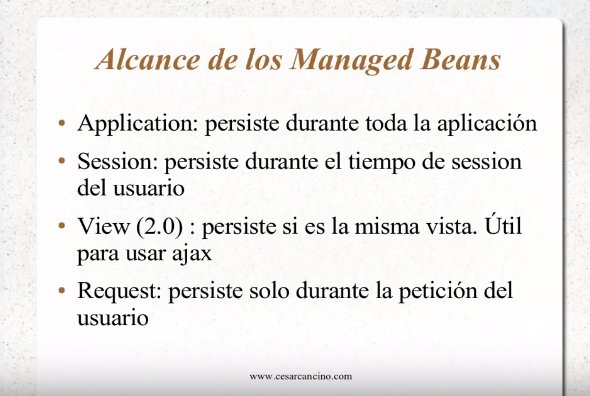 Alcance de los Managed Beans
• Application: persiste durante toda la aplicación
• Session: persiste durante el tiempo de session
del usuario
• View (2.0) : persiste si es la misma vista. Útil
para usar ajax
• Request: persiste solo durante la petición del
usuario
www.cesarcancino.com